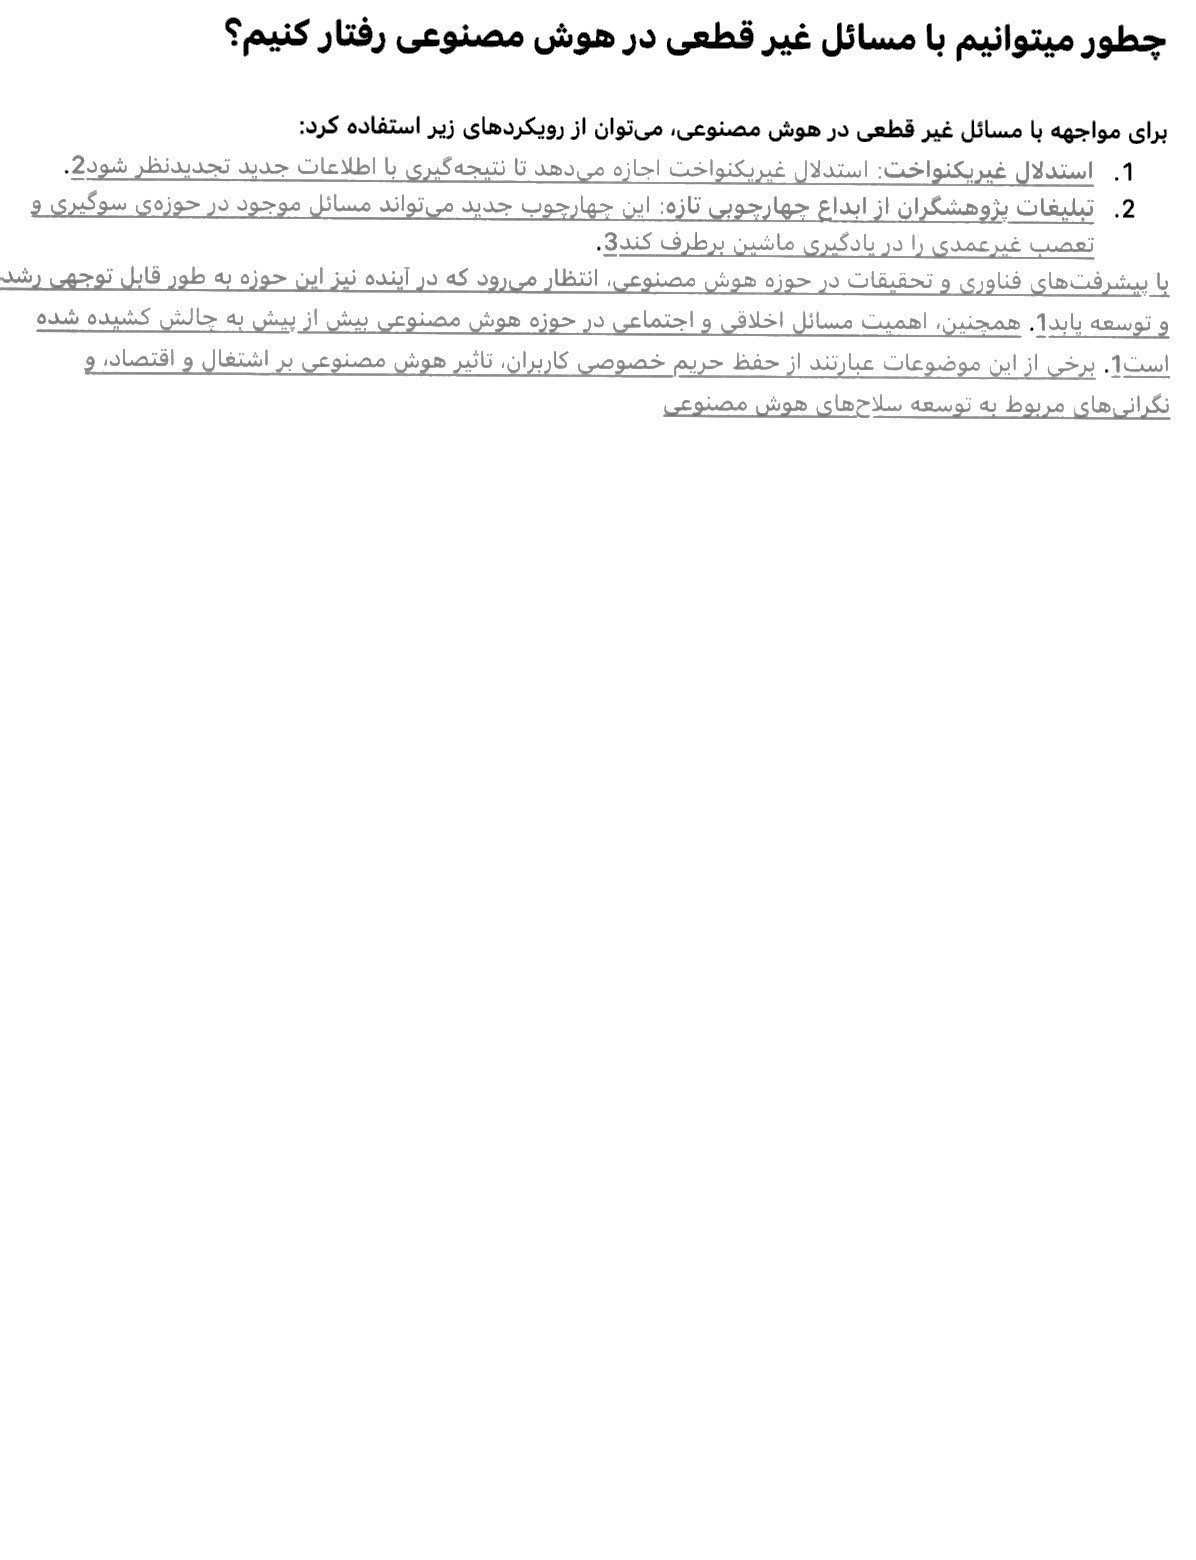 چطور میتوانیم با مسائل غیر قطعی در هوش مصنوعی رفتار کنیم؟
برای مواجهه با مسائل غیر قطعی در هوش مصنوعی، می‌توان از رویکردهای زیر استفاده کرد:
1. استدلال غیریکنواخت: استدلال غیریکنواخت اجازه می‌دهد تا نتیجه‌گیری با اطلاعات جدید تجدیدنظر شود2.
2. تبلیغات پژوهشگران از ابداع چهارچوبی تازه: این چهارچوب جدید می‌تواند مسائل موجود در حوزه‌ی سوگیری و
تعصب غیرعمدی را در یادگیری ماشین برطرف کند3.
با پیشرفت‌های فناوری و تحقیقات در حوزه هوش مصنوعی، انتظار می‌رود که در آینده نیز این حوزه به طور قابل توجهی رشد
و توسعه یابد1. همچنین، اهمیت مسائل اخلاقی و اجتماعی در حوزه هوش مصنوعی بیش از پیش به چالش کشیده شده
است1. برخی از این موضوعات عبارتند از حفظ حریم خصوصی کاربران، تاثیر هوش مصنوعی بر اشتغال و اقتصاد، و
نگرانی‌های مربوط به توسعه سلاح‌های هوش مصنوعی